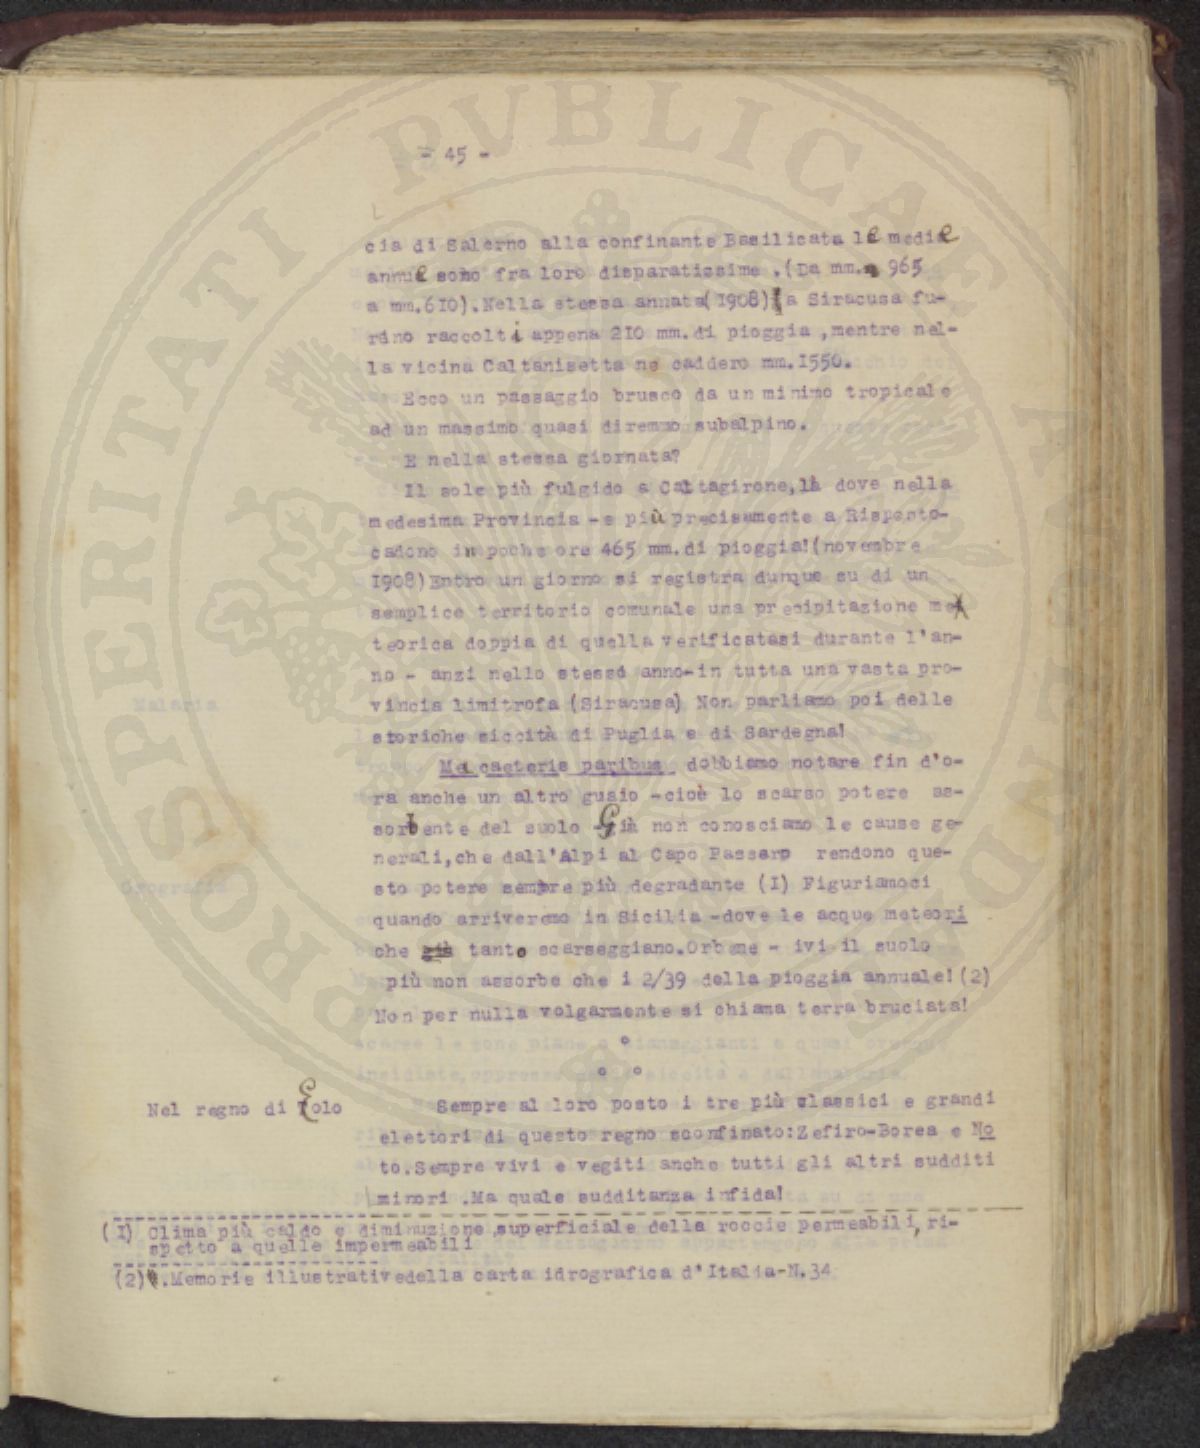 PROSPERITATI PUBLICAE AUGENDAE
- 45 -
cia di Salerno alla confinante Basilicata le medie
annue sono fra loro disparatissime .(Da mm. 965
a mm.610).Nella stessa annata(1908) a Siracusa fu-
rono raccolti appena 210 mm.di pioggia ,mentre nel-
la vicina Caltanisetta ne caddero mm.1550.
Ecco un passaggio brusco da un minimo tropicale
ad un massimo quasi diremmo subalpino.
E nella stessa giornata?
Il sole più fulgido a Caltagirone,là dove nella
medesima Provincia -e più precisamente a Risposto-
cadono in poche ore 465 mm.di pioggia!(novembre
1908)Entro un giorno si registra dunque su di un
semplice territorio comunale una precipitazione me
teorica doppia di quella verificatasi durante l'an-
no - anzi nello stesso anno-in tutta una vasta pro-
vincia limitrofa (Siracusa) Non parliamo poi delle
storiche siccità di Puglia e di Sardegna!
Ma caeteris paribus dobbiamo notare fin d'o-
ra anche un altro guaio -cioè lo scarso potere as-
sorbente del suolo Già non conosciamo le cause ge-
nerali,che dall'Alpi al Capo Passero rendono que-
sto potere sempre più degradante (I) Figuriamoci
quando arriveremo in Sicilia -dove le acque meteori
che già tanto scarseggiano.Orbene - ivi il suolo
più non assorbe che i 2/39 della pioggia annuale!(2)
Non per nulla volgarmente si chiama terra bruciata!
°
° °
Nel regno di Eolo
Sempre al loro posto i tre più classici e grandi
elettori di questo regno sconfinato:Zefiro-Borea e No
to.Sempre vivi e vegiti anche tutti gli altri sudditi
minori .Ma quale sudditanza infida!
(I) Clima più caldo e diminuzione superficiale della roccie permeabili, ri-
spetto a quelle impermeabili
(2) .Memorie illustrativedella carta idrografica d'Italia-N.34